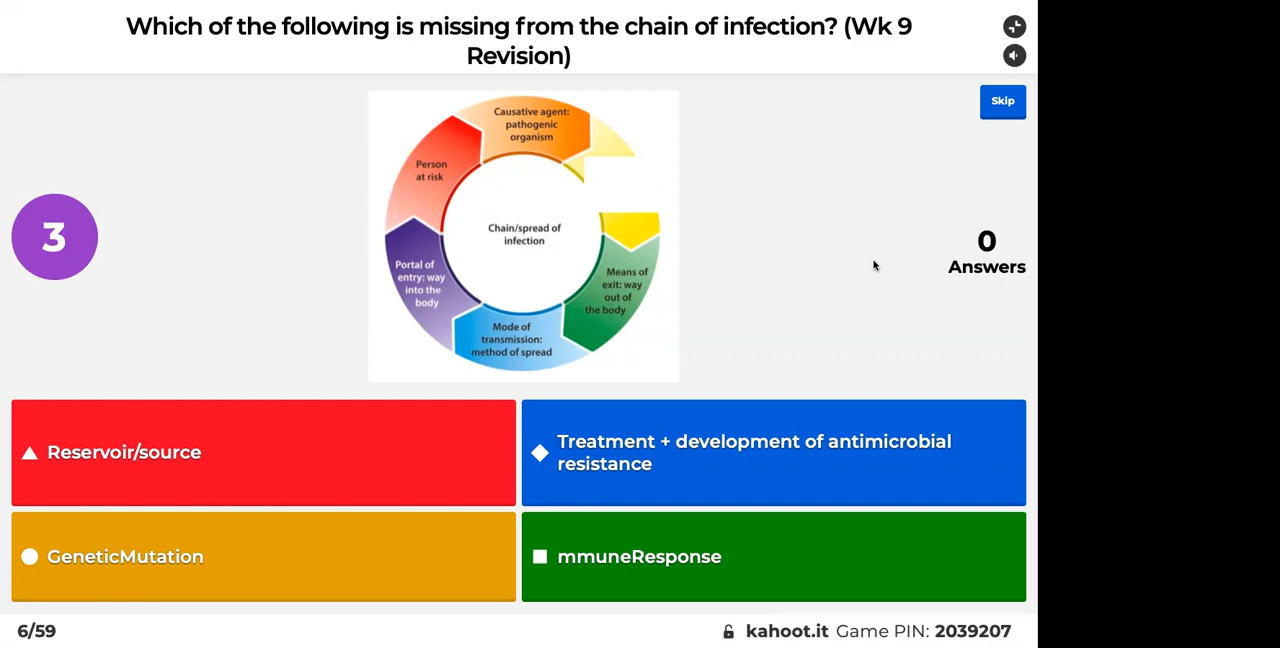 Which of the following is missing from the chain of infection? (Wk 9
Revision)
Skip
Causative agent:
pathogenic
organism
Person
at risk
3
Chain/spread of
infection
0
Answers
Portal of
entry: way
into the
body
Means of
exit: way
out of
the body
Mode of
transmission:
method of spread
Reservoir/source
Treatment + development of antimicrobial
resistance
GeneticMutation
mmuneResponse
6/59
kahoot.it Game PIN: 2039207